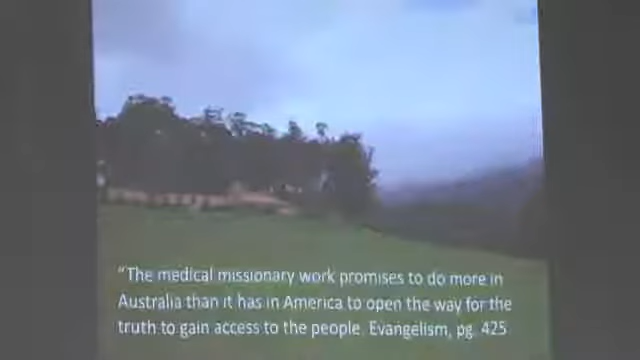 "The medical missionary work promises to do more in
Australia than it has in America to open the way for the
truth to gain access to the people. Evangelism, pg. 425